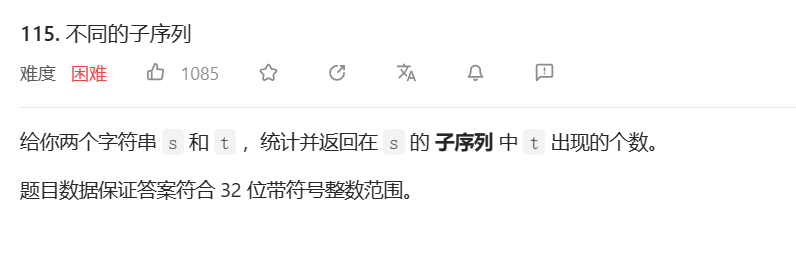 115. 不同的子序列
难度 困难 1085
给你两个字符串 s 和 t ，统计并返回在 s 的 子序列 中 t 出现的个数。
题目数据保证答案符合 32 位带符号整数范围。